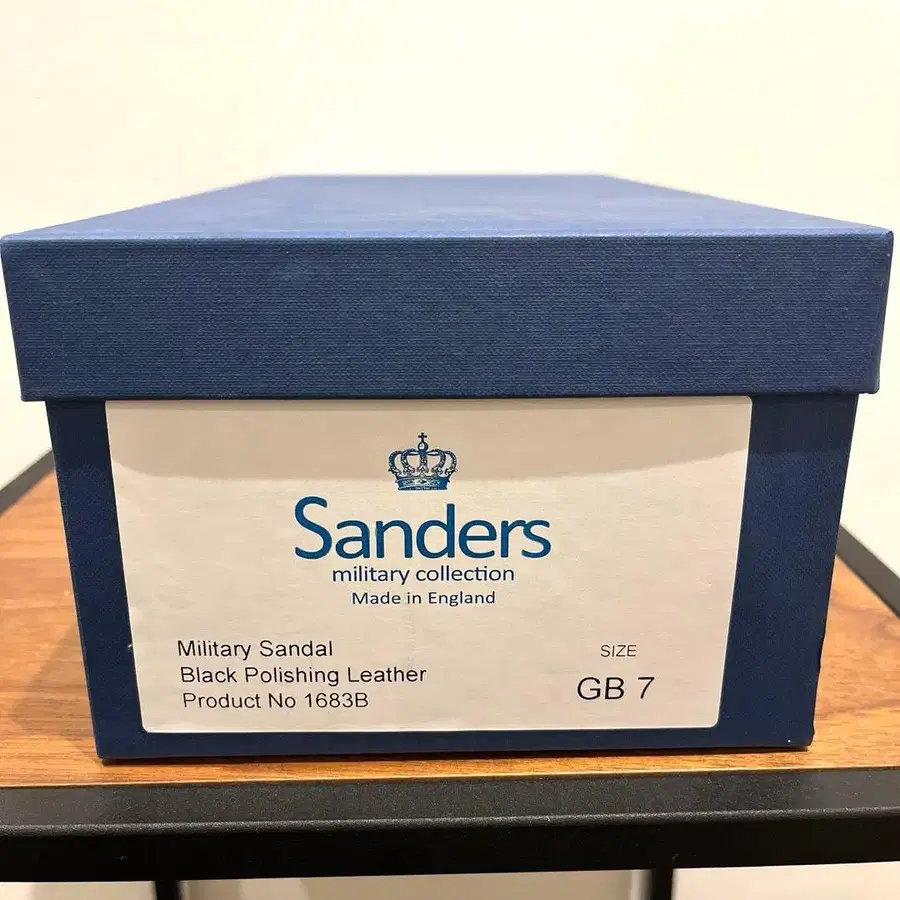 Sanders
military collection
Made in England
Military Sandal
Black Polishing Leather
Product No 1683B
SIZE
GB 7